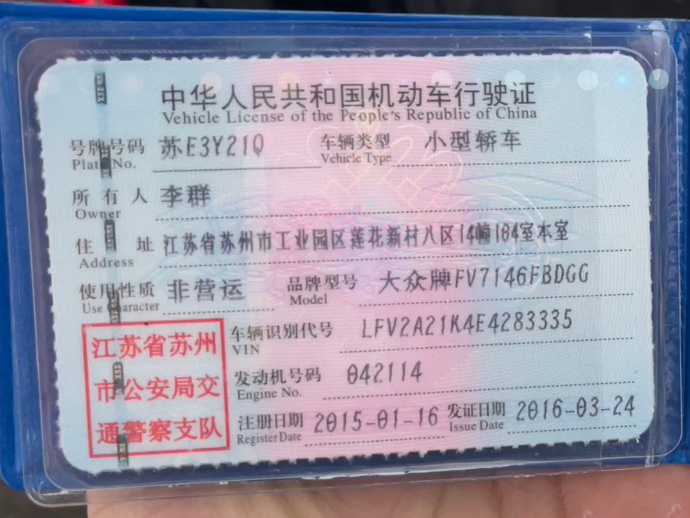 中华人民共和国机动车行驶证
Vehicle License of the People's Republic of China
号牌号码 苏E3Y21Q 车辆类型 小型轿车
Plate No. Vehicle Type
所有人 李群
Owner
住址 江苏省苏州市工业园区莲花新村八区14幢104室本室
Address
使用性质 非营运 品牌型号 大众牌FV7146FBDGG
Use Character Model
江苏省苏州 车辆识别代号 LFV2A21K4E4283335
VIN
市公安局交 发动机号码 042114
Engine No.
通警察支队 注册日期 2015-01-16 发证日期 2016-03-24
Register Date Issue Date